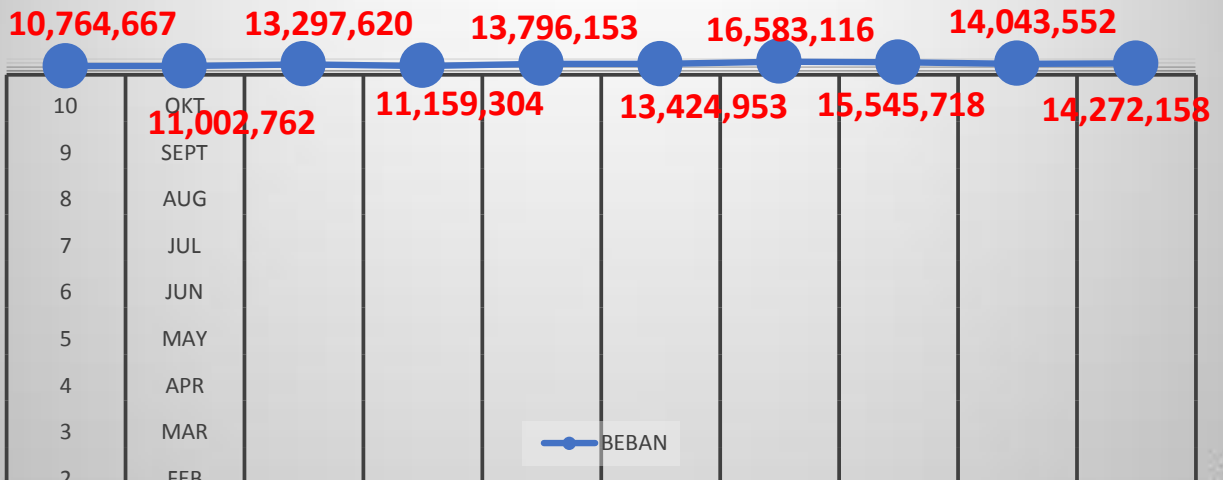 10,764,667 13,297,620 13,796,153 16,583,116 14,043,552
11,002,762 11,159,304 13,424,953 15,545,718 14,272,158
10 OKT
9 SEPT
8 AUG
7 JUL
6 JUN
5 MAY
4 APR
3 MAR
BEBAN
2 FEB